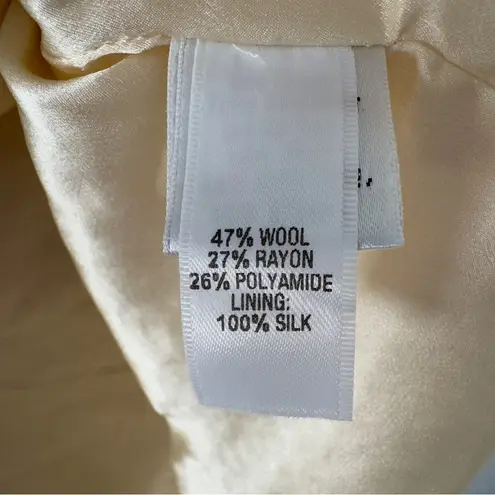 47% WOOL
27% RAYON
26% POLYAMIDE
LINING:
100% SILK